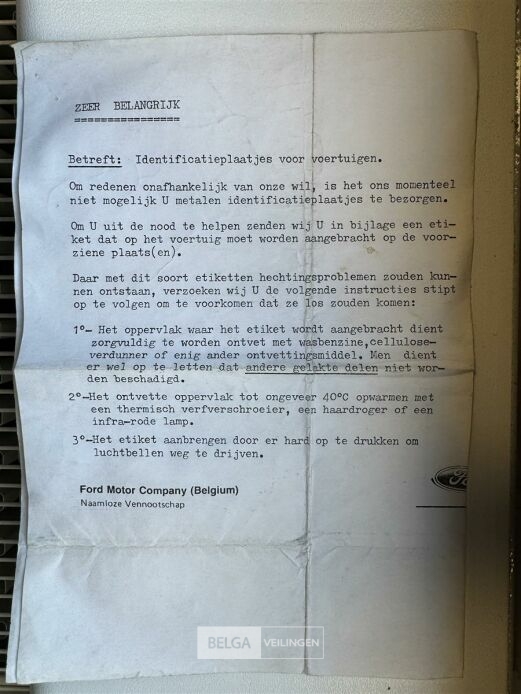 ZEER BELANGRIJK
================
Betreft: Identificatieplaatjes voor voertuigen.
Om redenen onafhankelijk van onze wil, is het ons momenteel
niet mogelijk U metalen identificatieplaatjes te bezorgen.
Om U uit de nood te helpen zenden wij U in bijlage een eti-
ket dat op het voertuig moet worden aangebracht op de voor-
ziene plaats(en).
Daar met dit soort etiketten hechtingsproblemen zouden kun-
nen ontstaan, verzoeken wij U de volgende instructies stipt
op te volgen om te voorkomen dat ze los zouden komen:
1°- Het oppervlak waar het etiket wordt aangebracht dient
zorgvuldig te worden ontvet met wasbenzine,cellulose-
verdunner of enig ander ontvettingsmiddel. Men dient
er wel op te letten dat andere gelakte delen niet wor-
den beschadigd.
2°-Het ontvette oppervlak tot ongeveer 40°C opwarmen met
een thermisch verfverschroeier, een haardroger of een
infra-rode lamp.
3°-Het etiket aanbrengen door er hard op te drukken om
luchtbellen weg te drijven.
Ford Motor Company (Belgium)
Naamloze Vennootschap
Ford
BELGA VEILINGEN